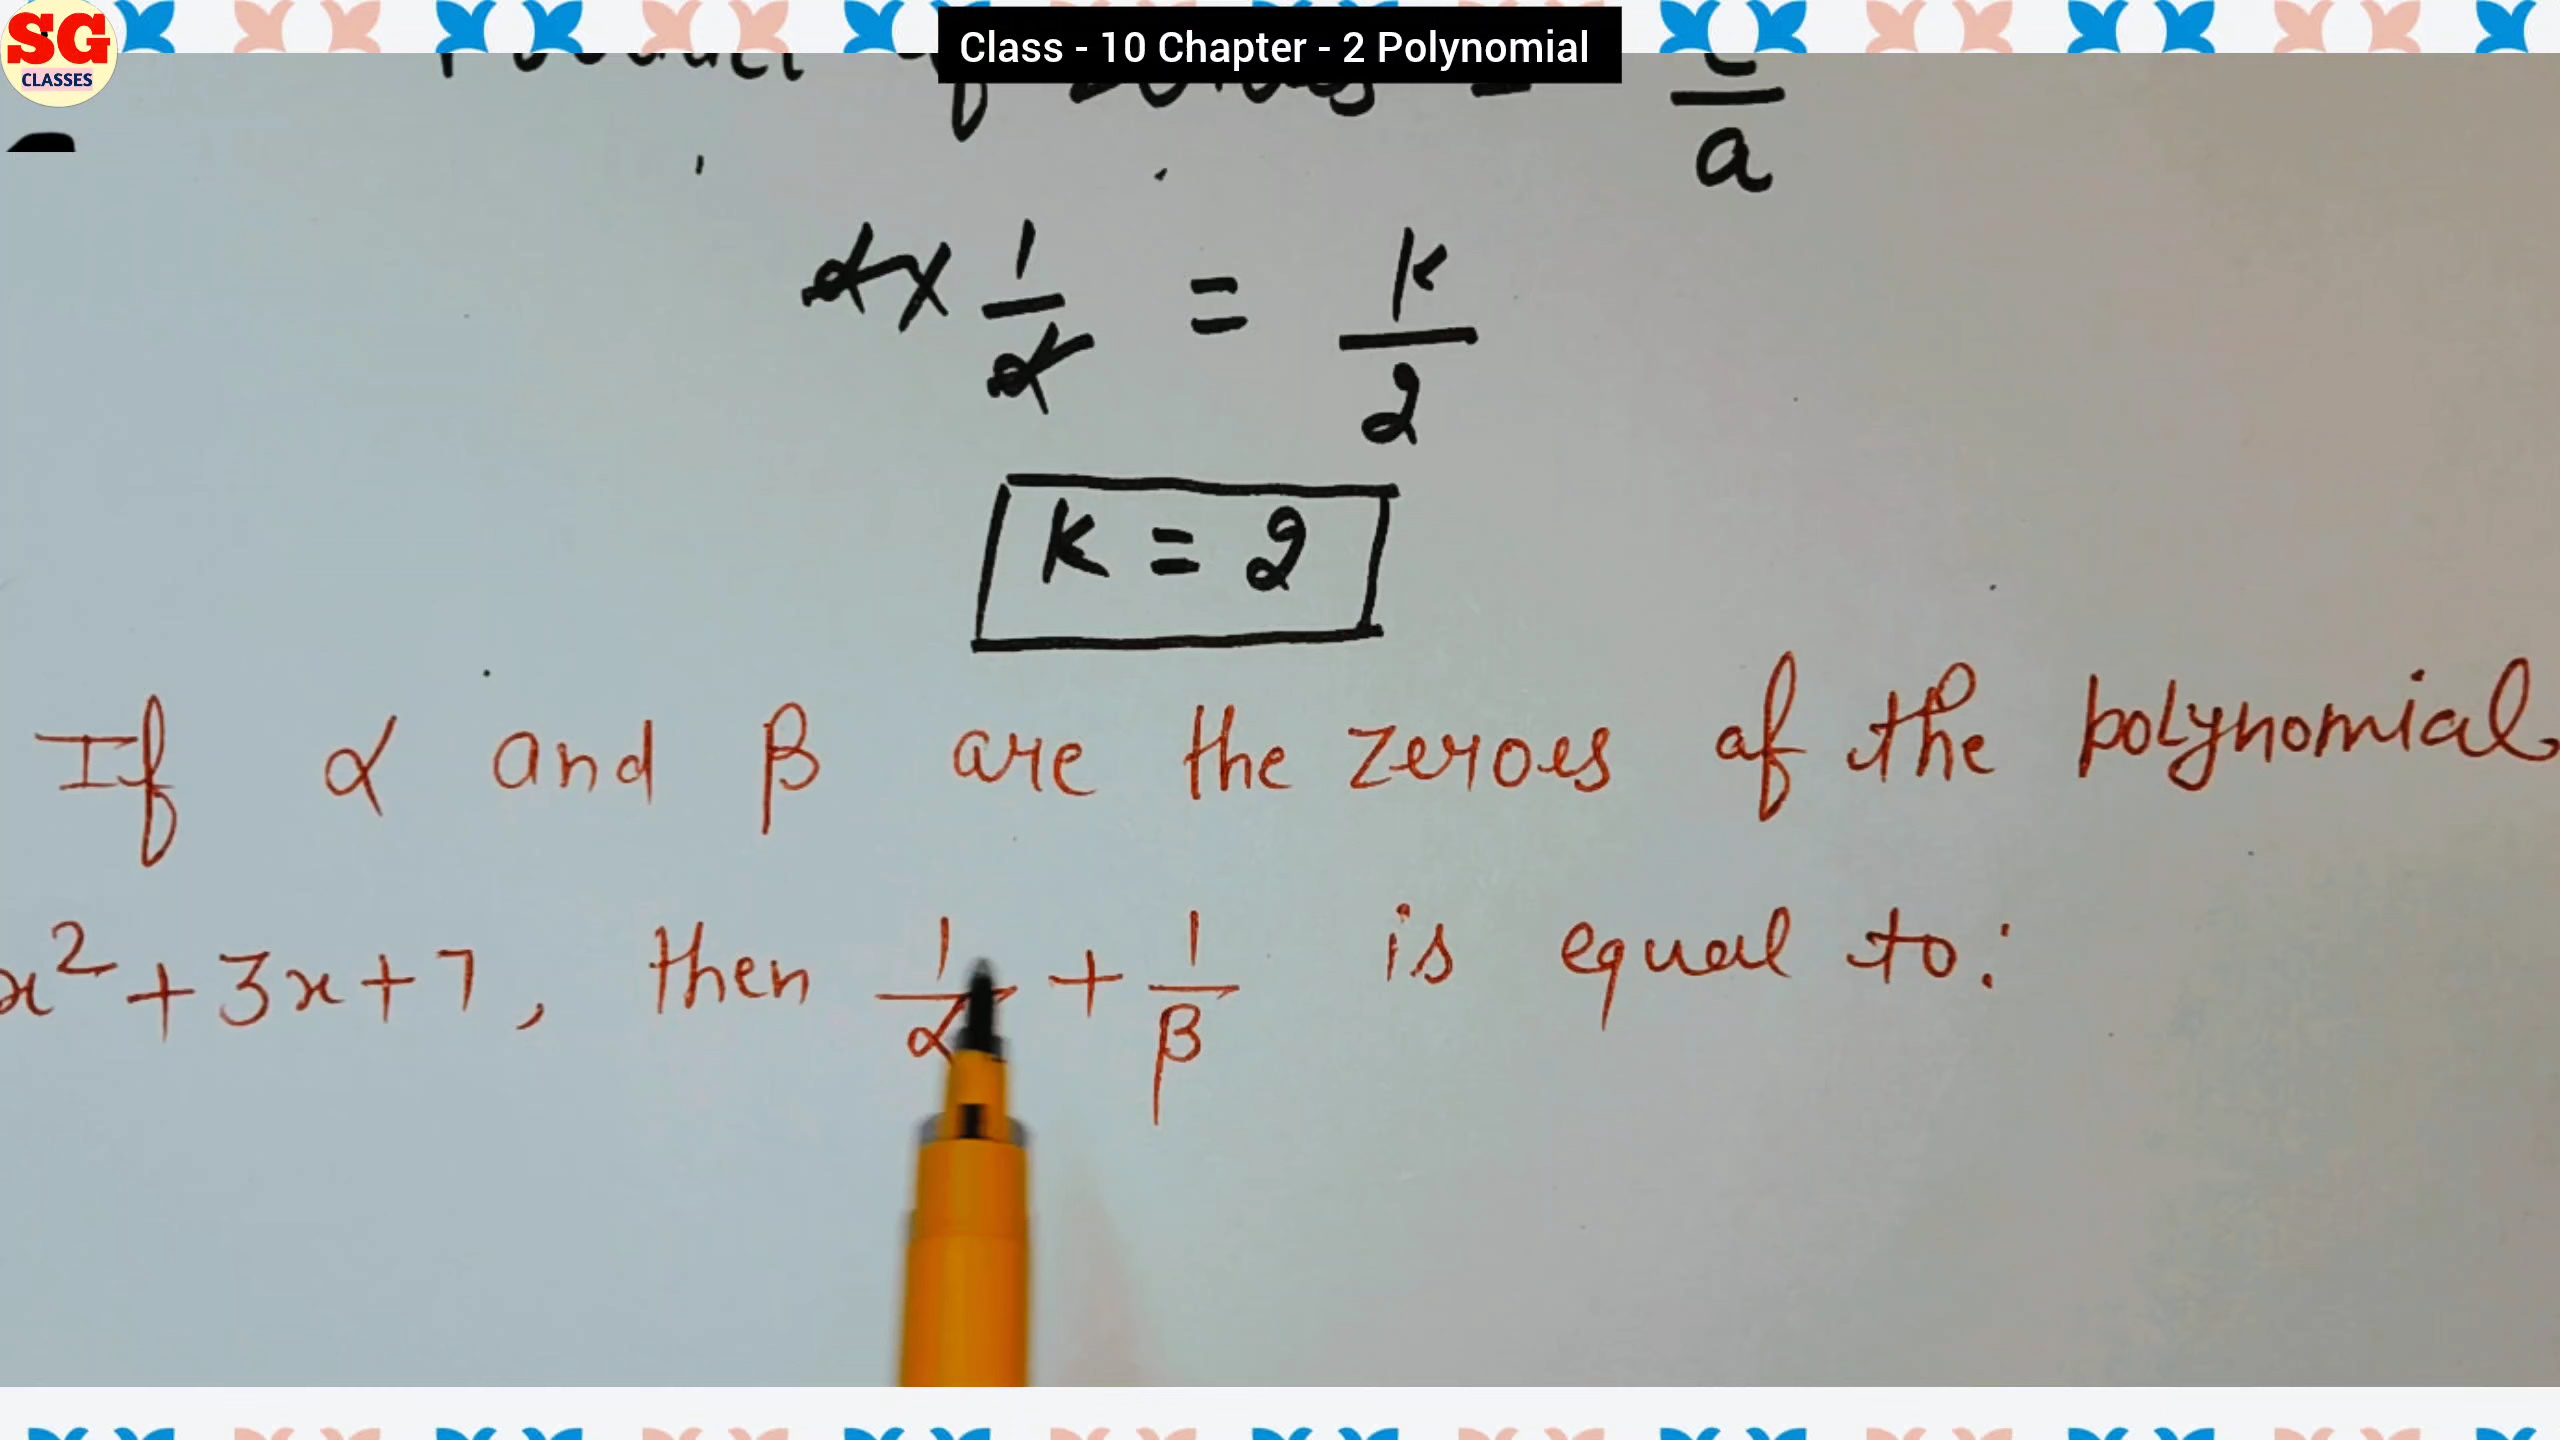 SG
CLASSES
Class - 10 Chapter - 2 Polynomial
c/a
α × 1/α = k/2
k = 2
If α and β are the zeroes of the polynomial
x² + 3x + 7, then 1/α + 1/β is equal to: